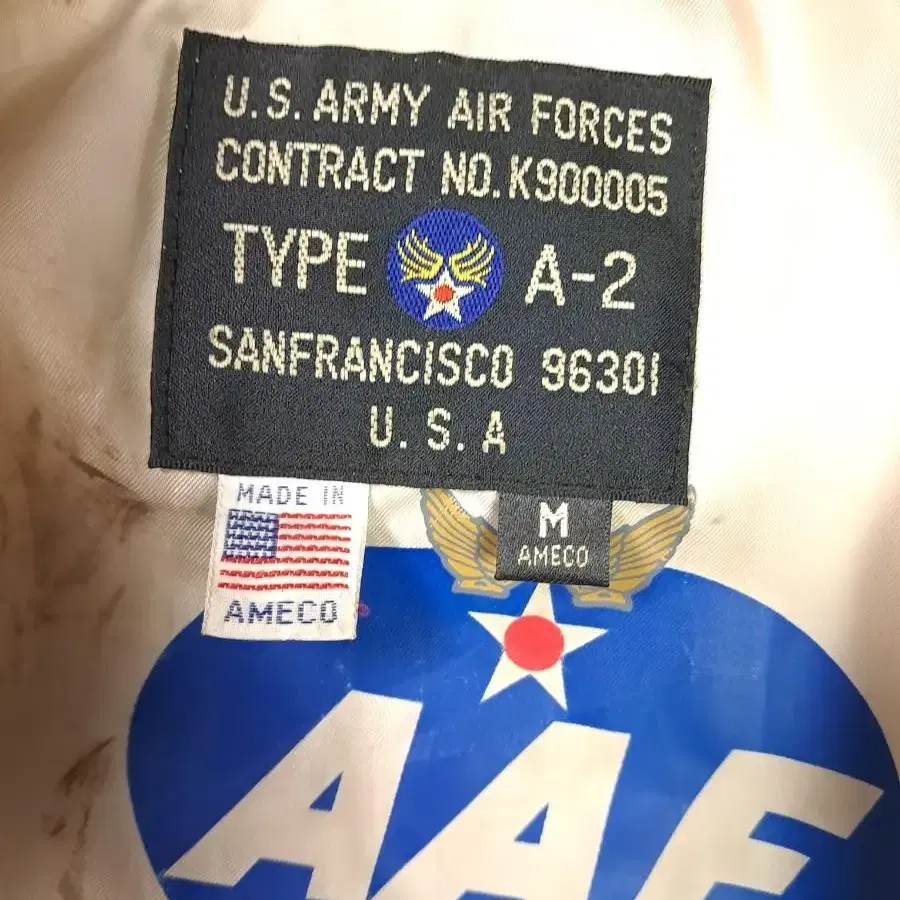 U.S. ARMY AIR FORCES
CONTRACT NO. K900005
TYPE A-2
SANFRANCISCO 96301
U. S. A
MADE IN
AMECO
M
AMECO
AAF